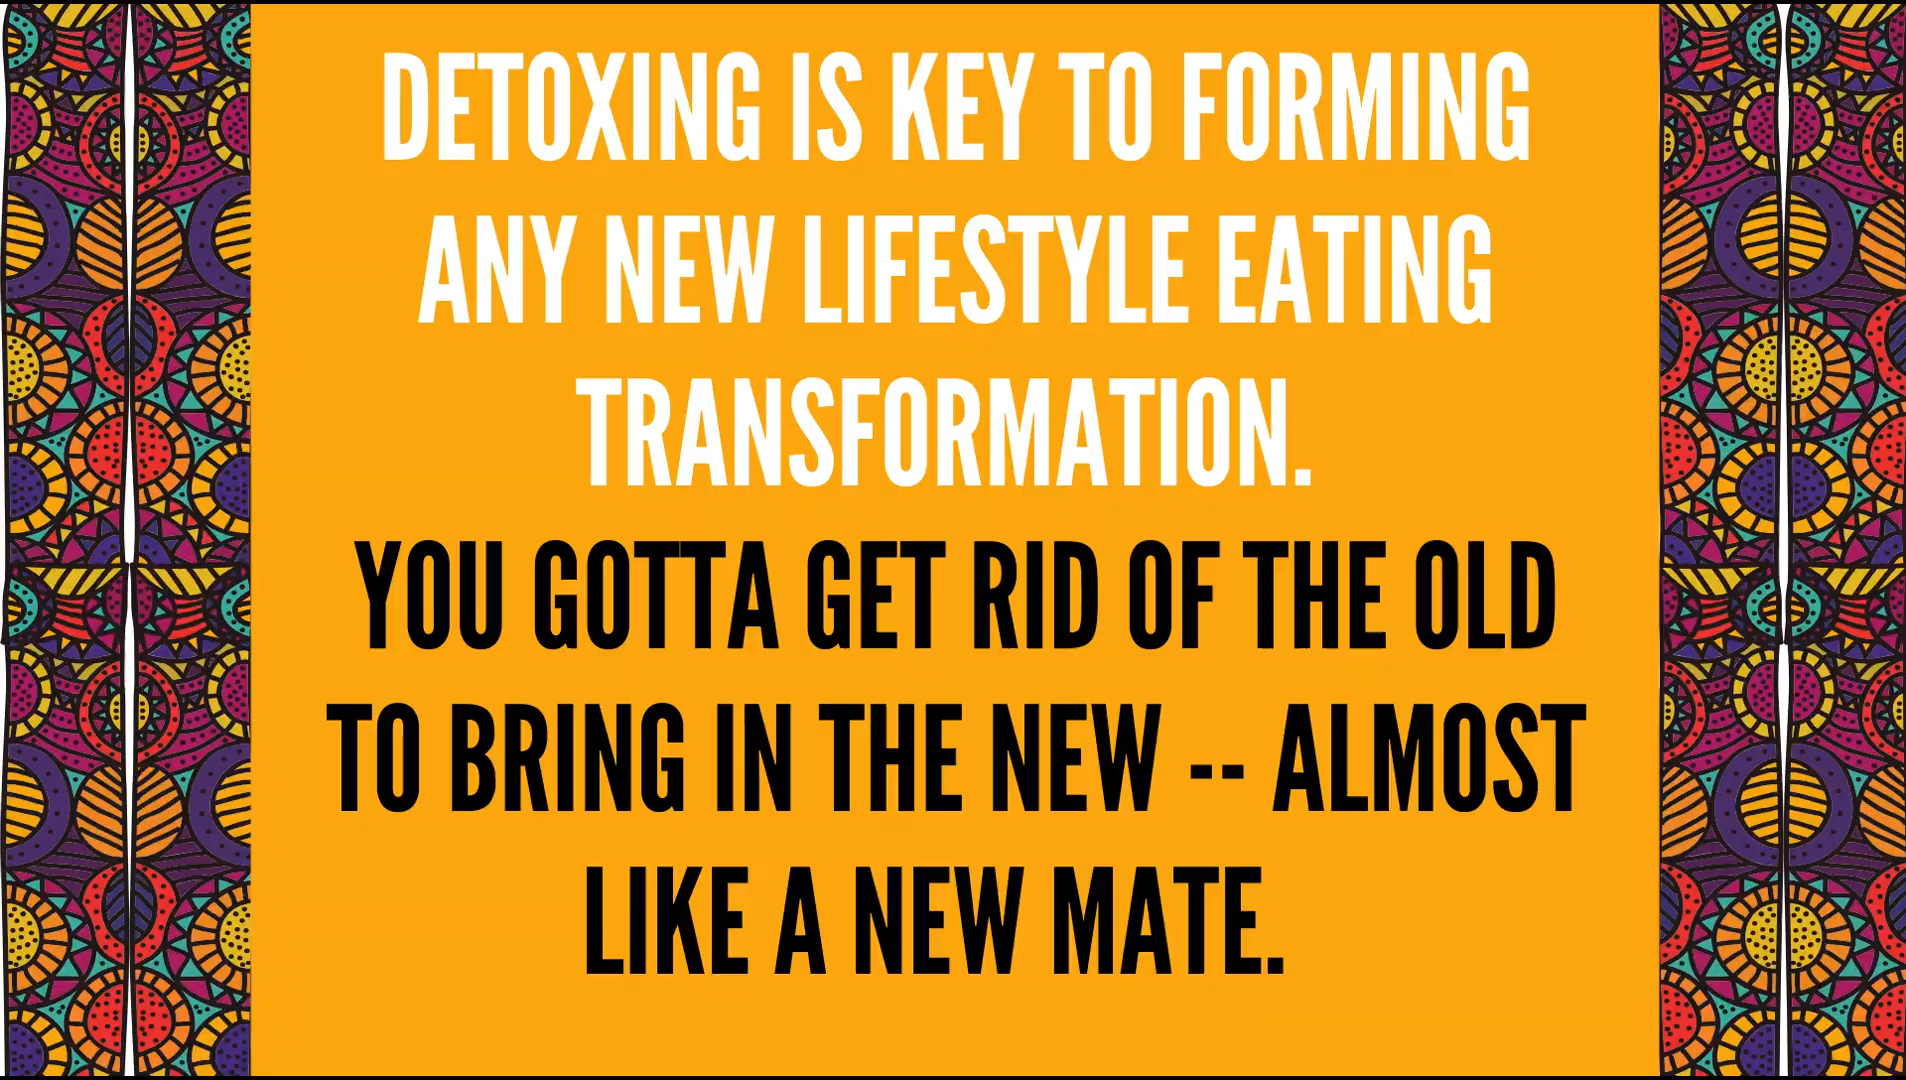 DETOXING IS KEY TO FORMING
ANY NEW LIFESTYLE EATING
TRANSFORMATION.
YOU GOTTA GET RID OF THE OLD
TO BRING IN THE NEW -- ALMOST
LIKE A NEW MATE.